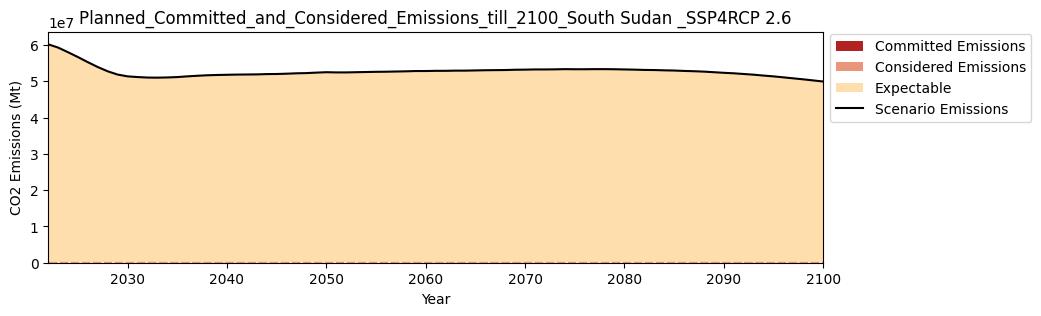 Planned_Committed_and_Considered_Emissions_till_2100_South Sudan _SSP4RCP 2.6
1e7
6
5
4
3
2
1
0
CO2 Emissions (Mt)
2030 2040 2050 2060 2070 2080 2090 2100
Year
Committed Emissions
Considered Emissions
Expectable
Scenario Emissions